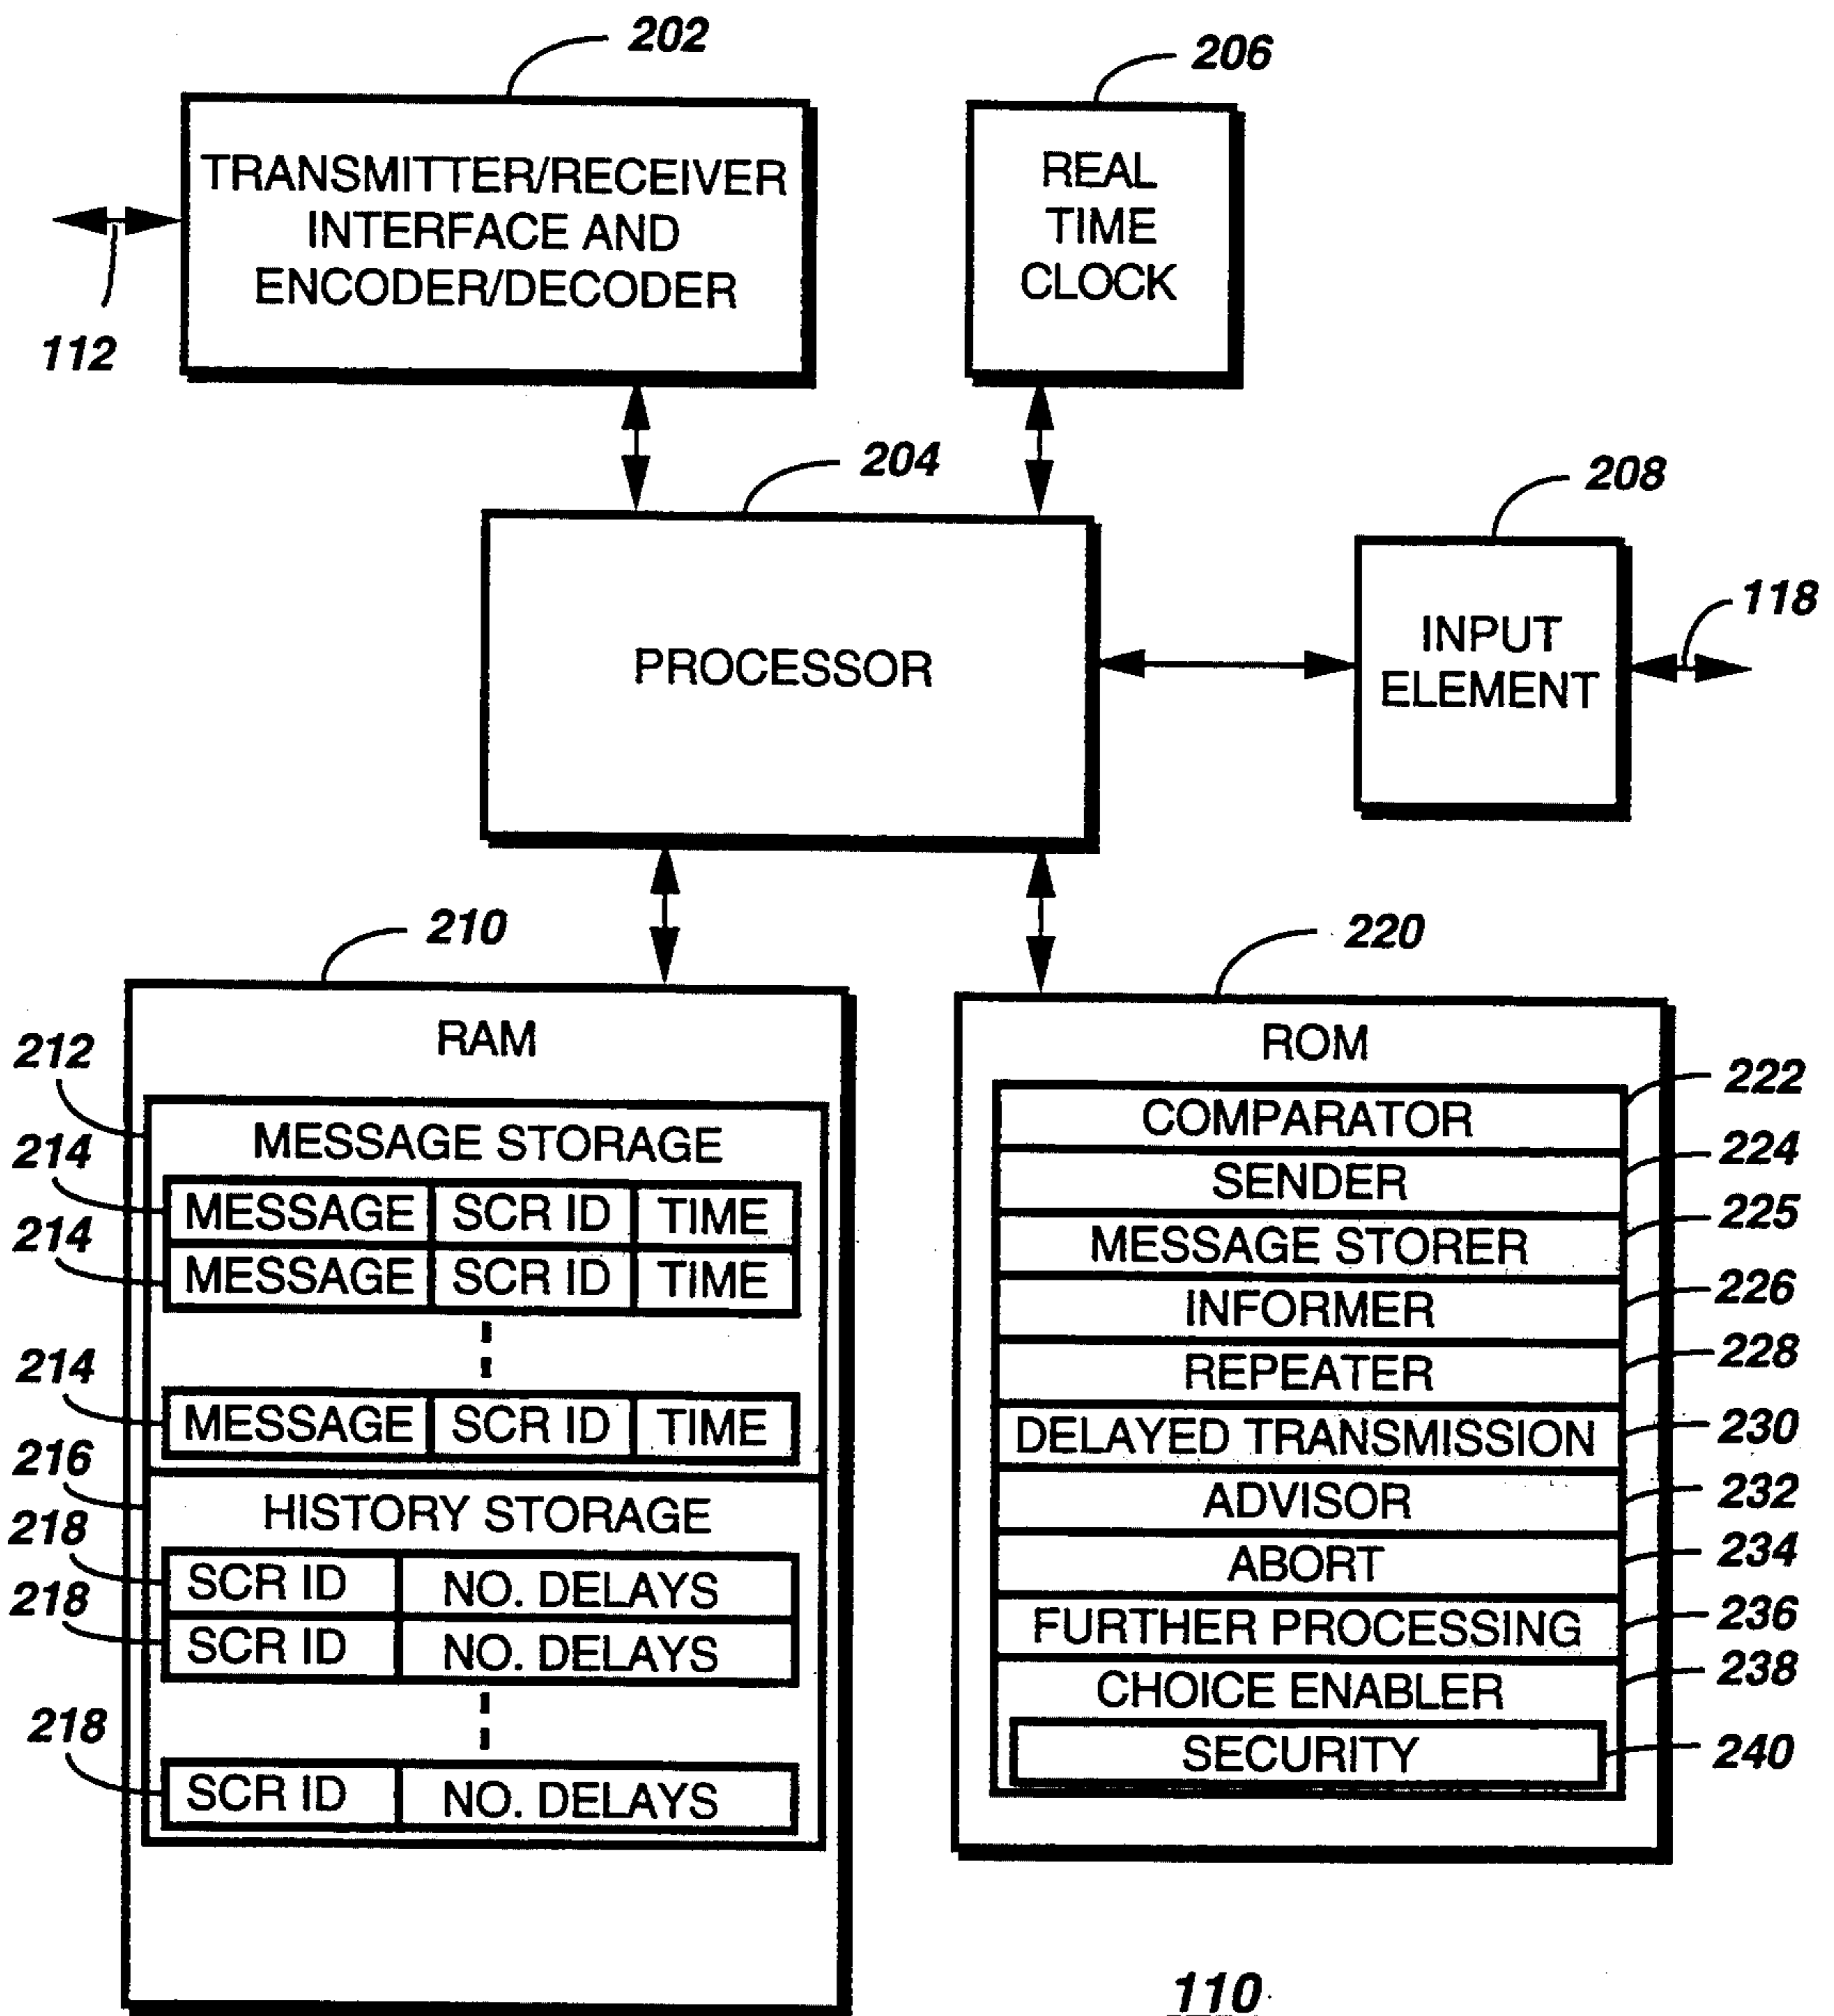 202
206
TRANSMITTER/RECEIVER
INTERFACE AND
ENCODER/DECODER
REAL
TIME
CLOCK
112
204
208
118
PROCESSOR
INPUT
ELEMENT
210
220
RAM
212
MESSAGE STORAGE
214
MESSAGE SCR ID TIME
214
MESSAGE SCR ID TIME
214
MESSAGE SCR ID TIME
216
HISTORY STORAGE
218
SCR ID NO. DELAYS
218
SCR ID NO. DELAYS
218
SCR ID NO. DELAYS
ROM
COMPARATOR 222
SENDER 224
MESSAGE STORER 225
INFORMER 226
REPEATER 228
DELAYED TRANSMISSION 230
ADVISOR 232
ABORT 234
FURTHER PROCESSING 236
CHOICE ENABLER 238
SECURITY 240
110